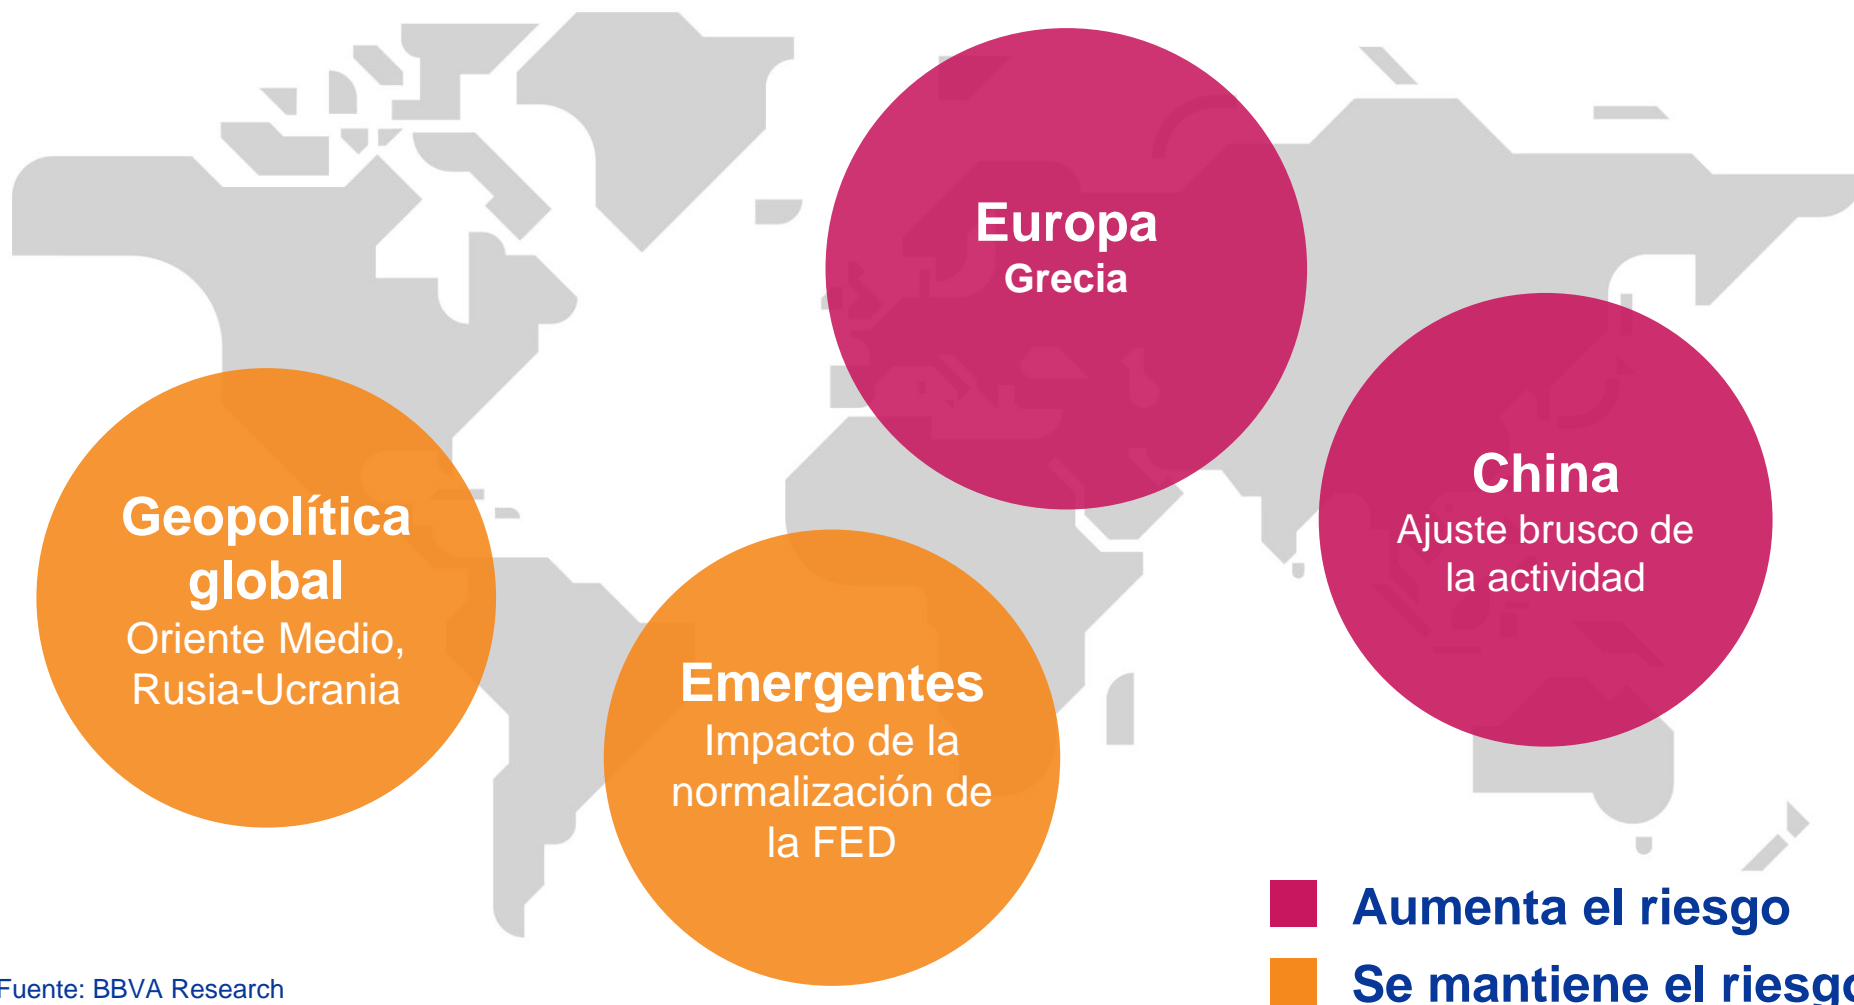 Europa
Grecia
China
Ajuste brusco de
la actividad
Geopolítica
global
Oriente Medio,
Rusia-Ucrania
Emergentes
Impacto de la
normalización de
la FED
Aumenta el riesgo
Se mantiene el riesgo
Fuente: BBVA Research